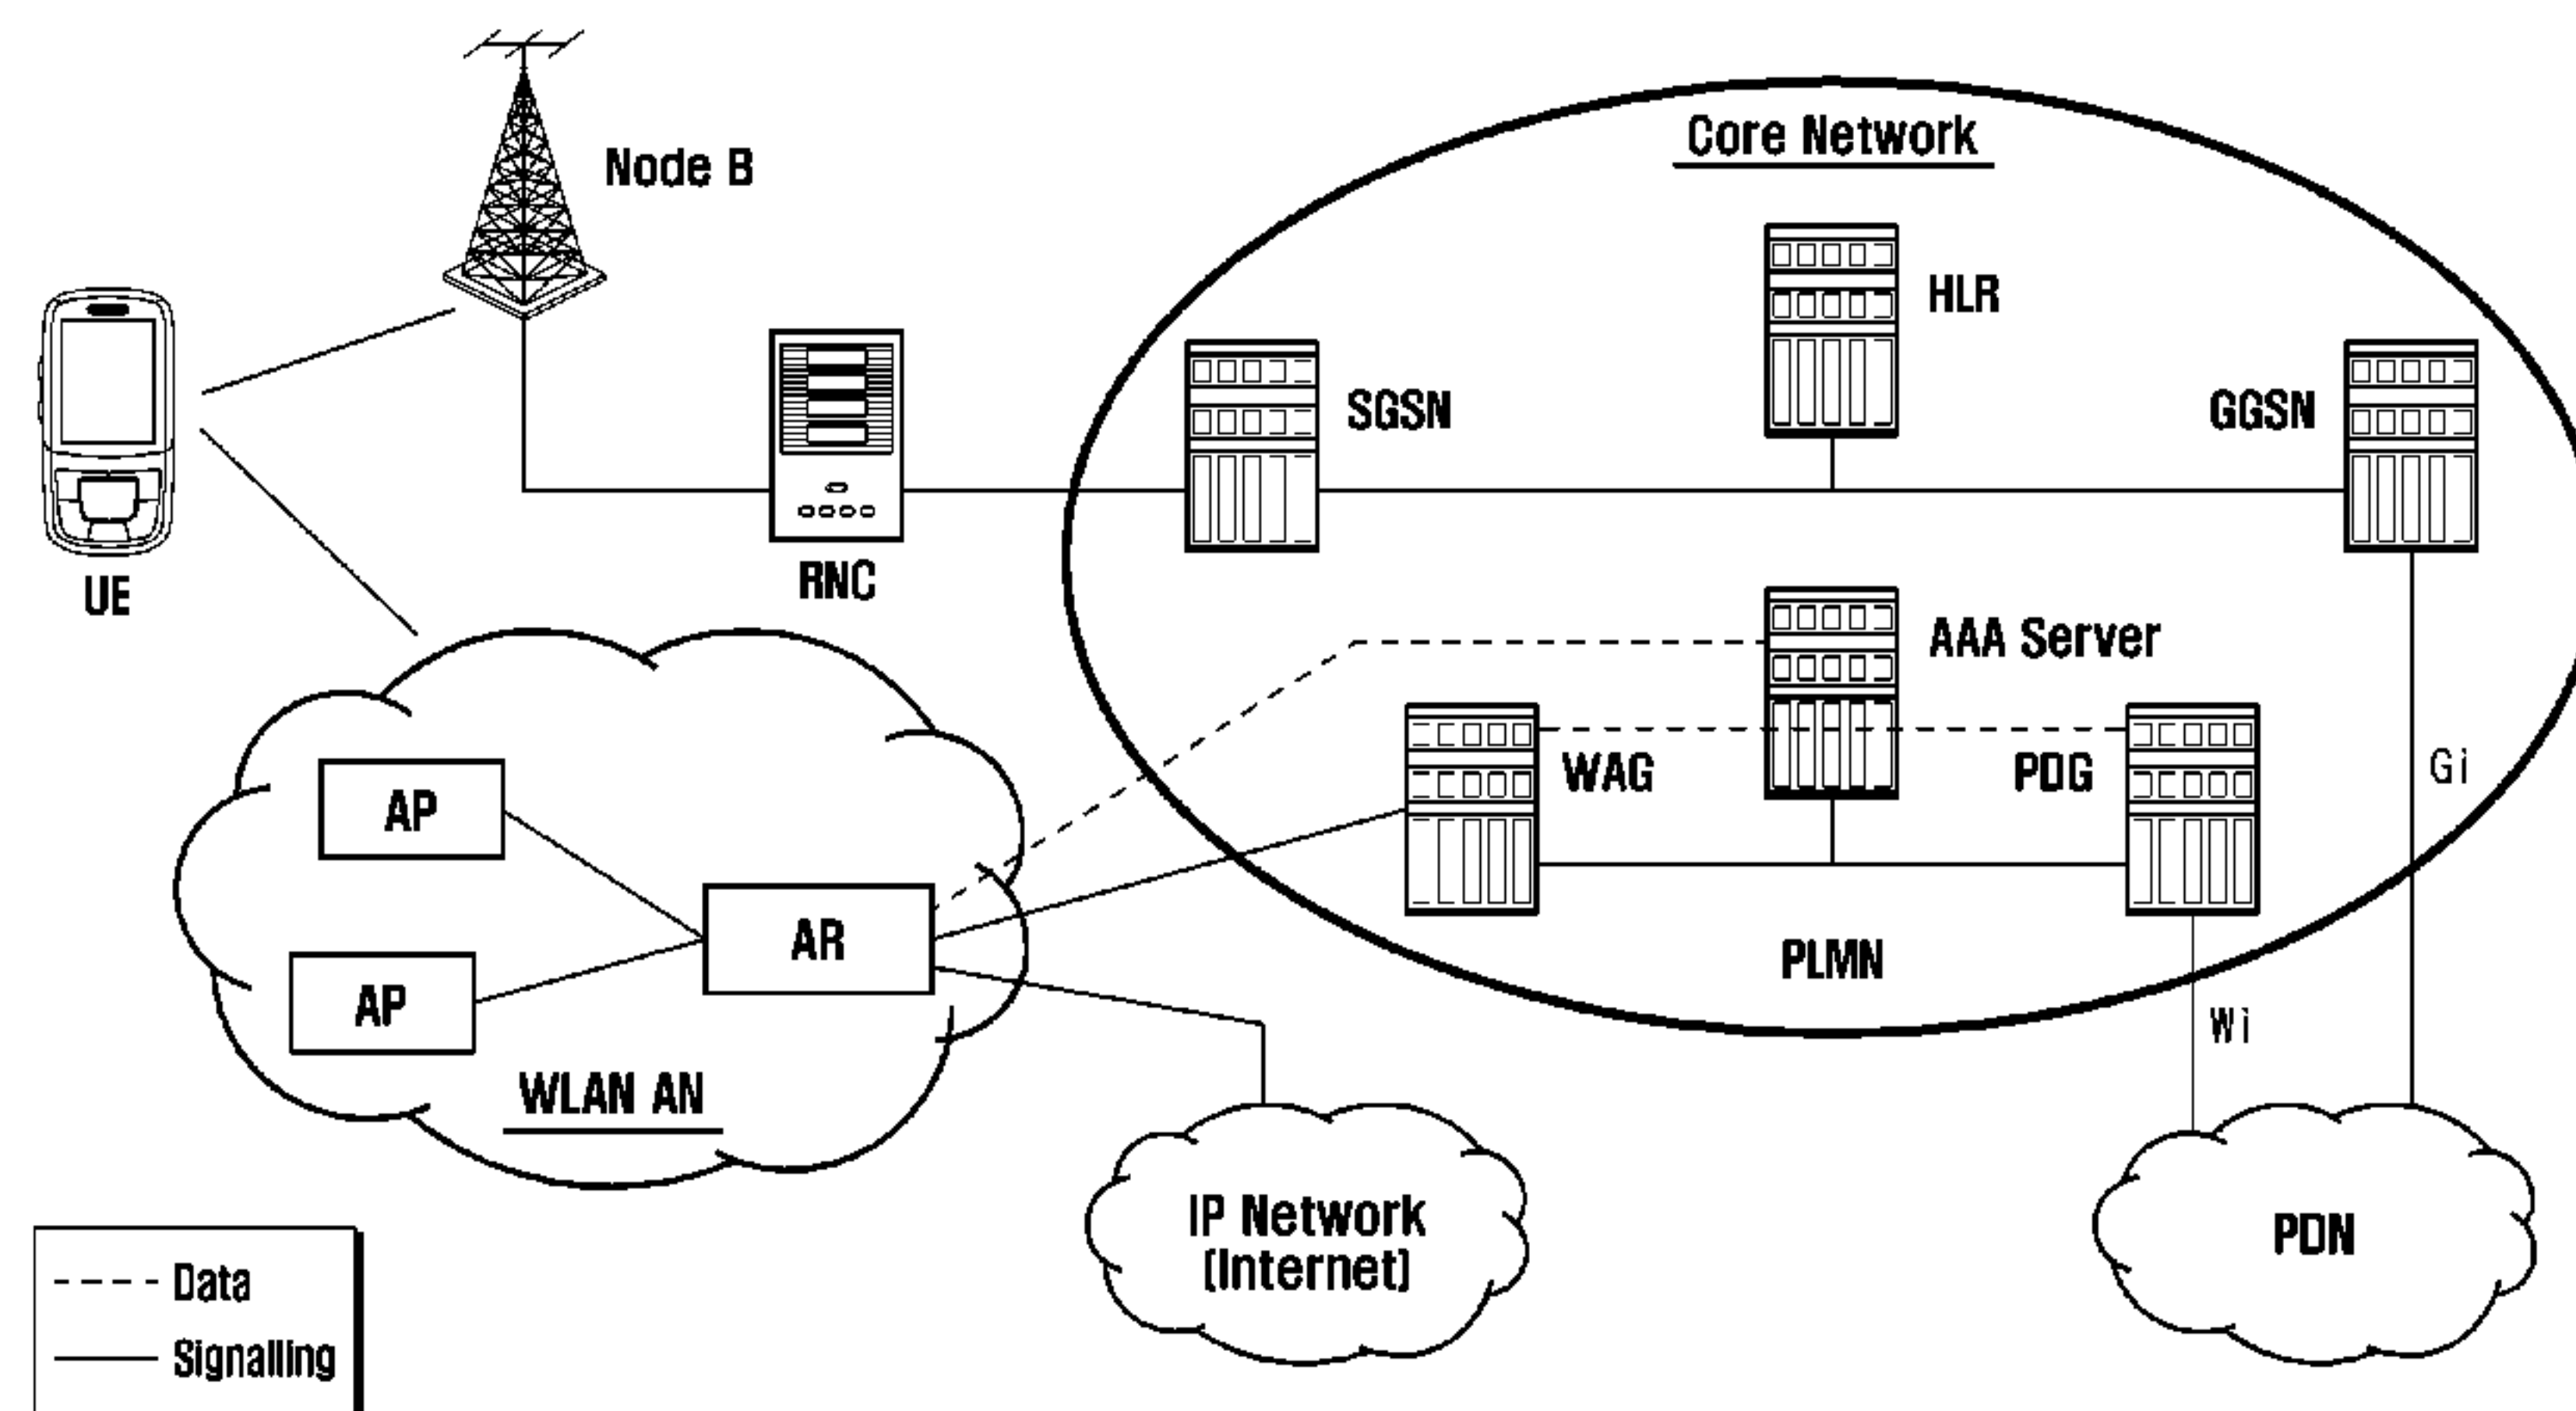 Node B
Core Network
HLR
SGSN
GGSN
UE
RNC
AAA Server
WAG
PDG
Gi
AP
AR
PLMN
AP
Wi
WLAN AN
IP Network
(Internet)
PDN
Data
Signalling